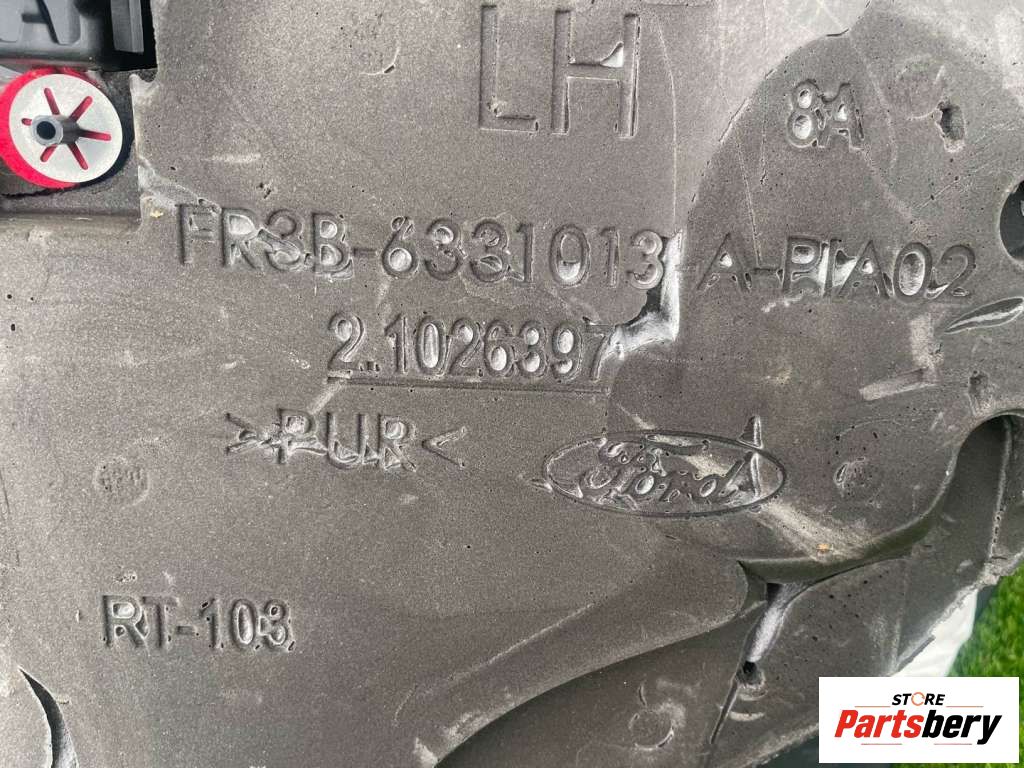 LH
8A
FR3B-6331013-A-PIA02
2.1026397
>PUR<
Ford
RT-103
STORE
Partsbery